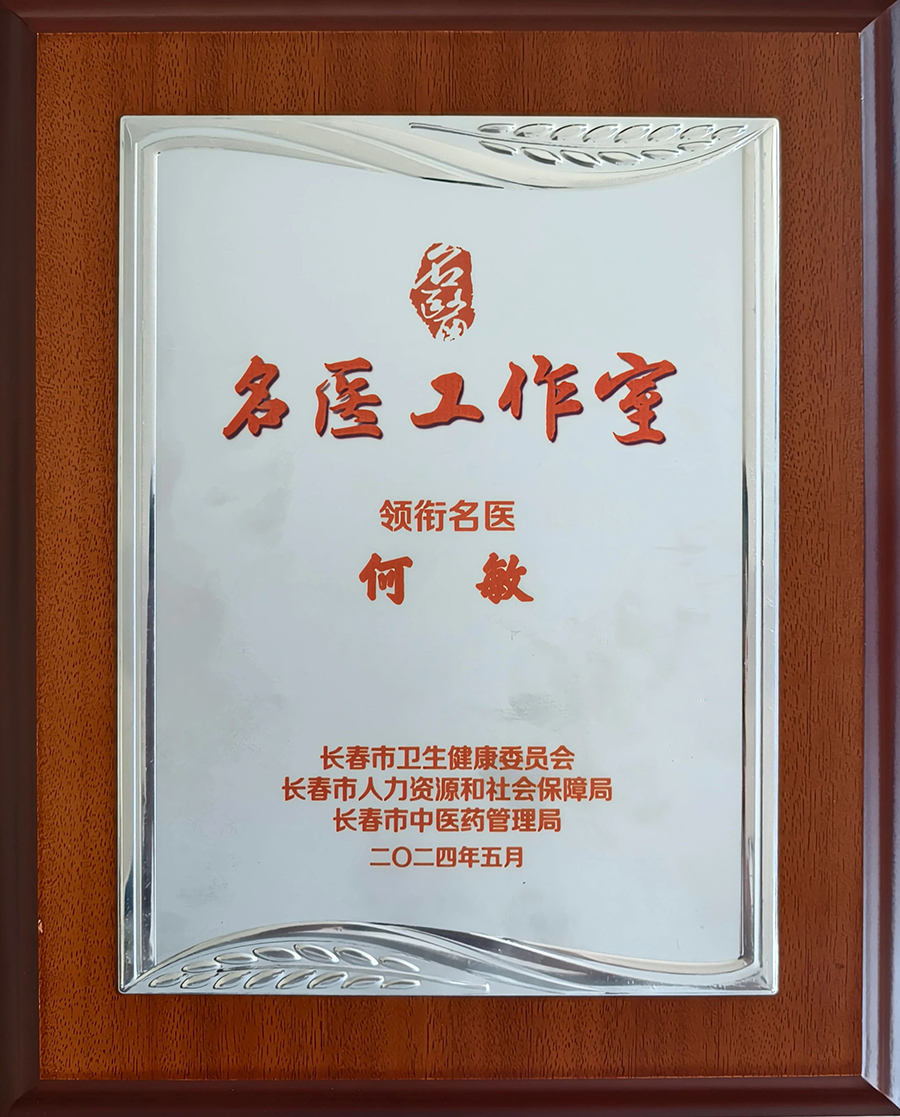 名醫
名医工作室
领衔名医
何 敏
长春市卫生健康委员会
长春市人力资源和社会保障局
长春市中医药管理局
二〇二四年五月